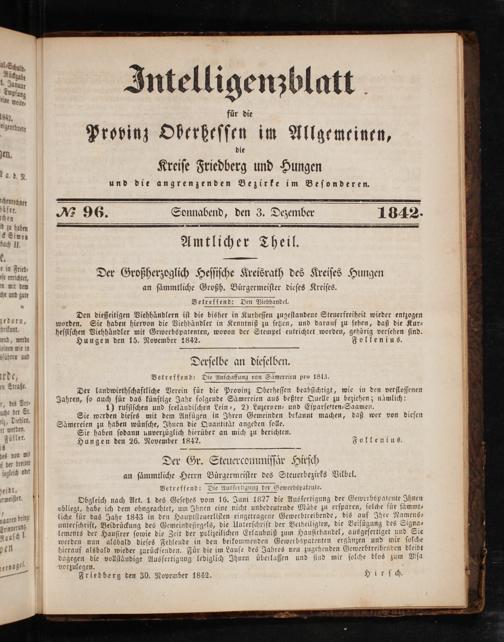 Intelligenzblatt
für die
Provinz Oberhessen im Allgemeinen,
die
Kreise Friedberg und Hungen
und die angrenzenden Bezirke im Besonderen.
№ 96. Sonnabend, den 3. Dezember 1842.
Amtlicher Theil.
Der Großherzoglich Hessische Kreisrath des Kreises Hungen
an sämmtliche Großh. Bürgermeister dieses Kreises.
Betreffend: Den Viehhandel.
Den diesseitigen Viehhändlern ist die bisher in Kurhessen zugestandene Steuerfreiheit wieder entzogen
worden. Sie haben hiervon die Viehhändler in Kenntniß zu setzen, und darauf zu sehen, daß die Kur-
hessischen Viehhändler mit Gewerbspatenten, wovon der Stempel entrichtet worden, gehörig versehen sind.
Hungen den 15. November 1842. Follenius.
Derselbe an dieselben.
Betreffend: Die Anschaffung von Sämereien pro 1843.
Der Landwirthschaftliche Verein für die Provinz Oberhessen beabsichtigt, wie in den verflossenen
Jahren, so auch für das künftige Jahr folgende Sämereien aus bester Quelle zu beziehen; nämlich:
1) russischen und seeländischen Lein-, 2) Luzernen- und Esparsetten-Saamen.
Sie werden dieses mit dem Anfügen in Ihren Gemeinden bekannt machen, daß wer von diesen
Sämereien zu haben wünsche, Ihnen die Quantität angeben solle.
Sie haben sodann unverzüglich hierüber an mich zu berichten.
Hungen den 26. November 1842. Follenius.
Der Gr. Steuercommissär Hirsch
an sämmtliche Herrn Bürgermeister des Steuerbezirks Vilbel.
Betreffend: Die Ausfertigung der Gewerbspatente.
Obgleich nach Art. 4 des Gesetzes vom 16. Juni 1827 die Ausfertigung der Gewerbspatente Ihnen
obliegt, habe ich dem ohngeachtet, um Ihnen eine nicht unbedeutende Mühe zu ersparen, solche für sämmt-
liche für das Jahr 1843 in den Hauptsteuerlisten eingetragene Gewerbtreibende, bis auf Ihre Namens-
unterschrift, Beidrückung des Gemeindesiegels, die Unterschrift der Betheiligten, die Beifügung des Signa-
lements der Hausirer sowie die Zeit der polizeilichen Erlaubniß zum Hausirhandel, ausgefertigt und Sie
werden nun alsbald dieses Fehlende in den bekommenden Gewerbspatenten ergänzen und mir solche
hierauf alsbald wieder zurücksenden. Für die im Laufe des Jahres neu zugehenden Gewerbtreibenden bleibt
dagegen die vollständige Ausfertigung lediglich Ihnen überlassen und sind mir solche blos zum Visa
vorzulegen.
Friedberg den 30. November 1842. Hirsch.